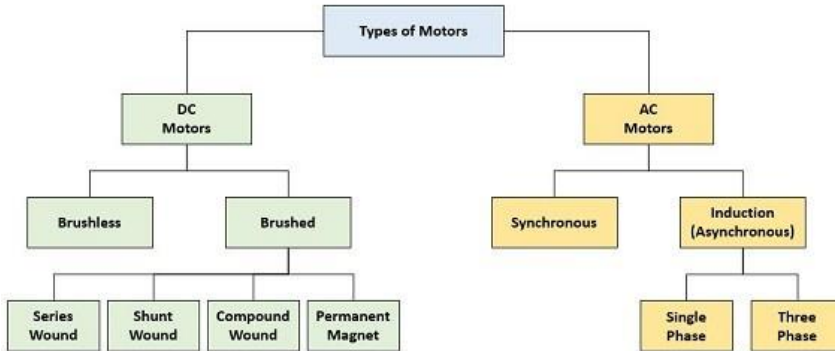 Types of Motors
DC
Motors
AC
Motors
Brushless
Brushed
Synchronous
Induction
(Asynchronous)
Series
Wound
Shunt
Wound
Compound
Wound
Permanent
Magnet
Single
Phase
Three
Phase